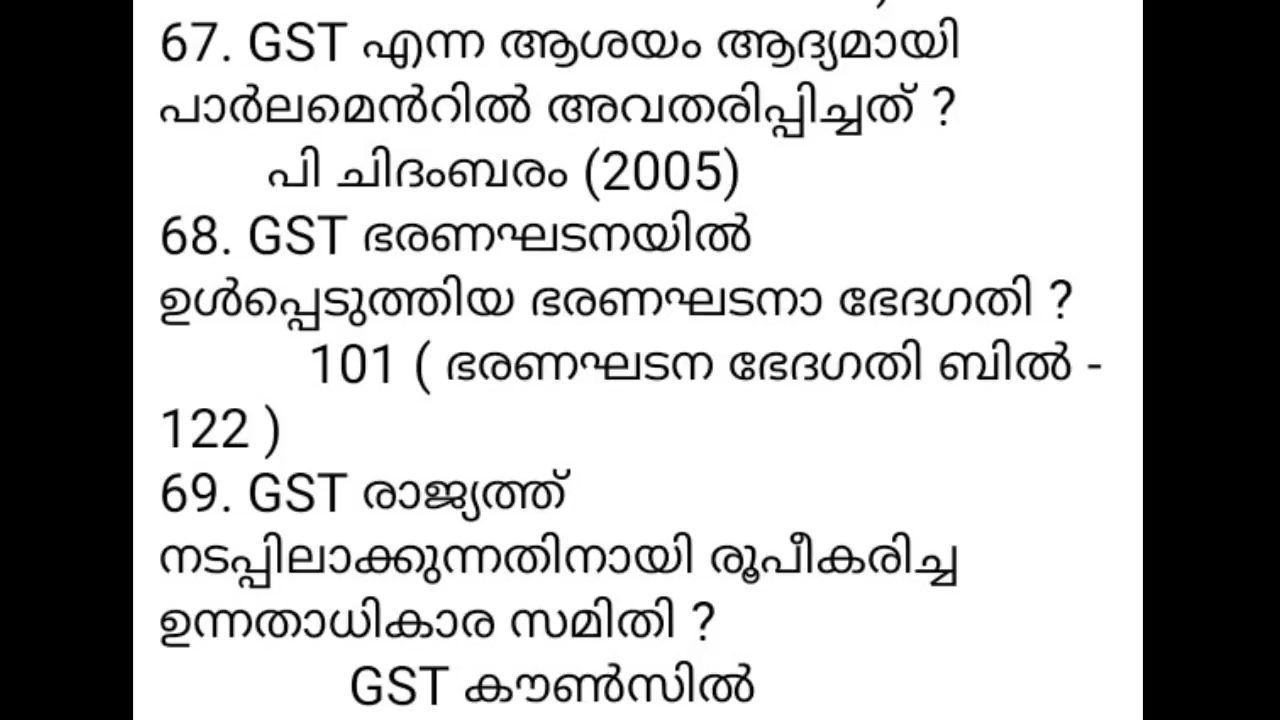 67. GST എന്ന ആശയം ആദ്യമായി
പാർലമെൻറിൽ അവതരിപ്പിച്ചത് ?
പി ചിദംബരം (2005)
68. GST ഭരണഘടനയിൽ
ഉൾപ്പെടുത്തിയ ഭരണഘടനാ ഭേദഗതി ?
101 ( ഭരണഘടന ഭേദഗതി ബിൽ -
122 )
69. GST രാജ്യത്ത്
നടപ്പിലാക്കുന്നതിനായി രൂപീകരിച്ച
ഉന്നതാധികാര സമിതി ?
GST കൗൺസിൽ